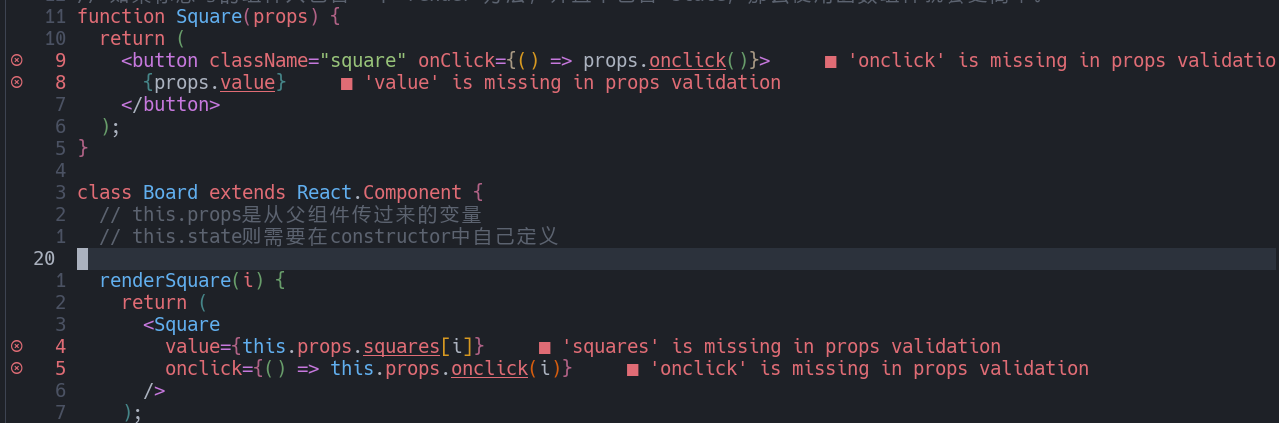 11 function Square(props) {
10 return (
9 <button className="square" onClick={() => props.onclick()}> ■ 'onclick' is missing in props validatio
8 {props.value} ■ 'value' is missing in props validation
7 </button>
6 );
5 }
4
3 class Board extends React.Component {
2 // this.props是从父组件传过来的变量
1 // this.state则需要在constructor中自己定义
20
1 renderSquare(i) {
2 return (
3 <Square
4 value={this.props.squares[i]} ■ 'squares' is missing in props validation
5 onclick={() => this.props.onclick(i)} ■ 'onclick' is missing in props validation
6 />
7 );